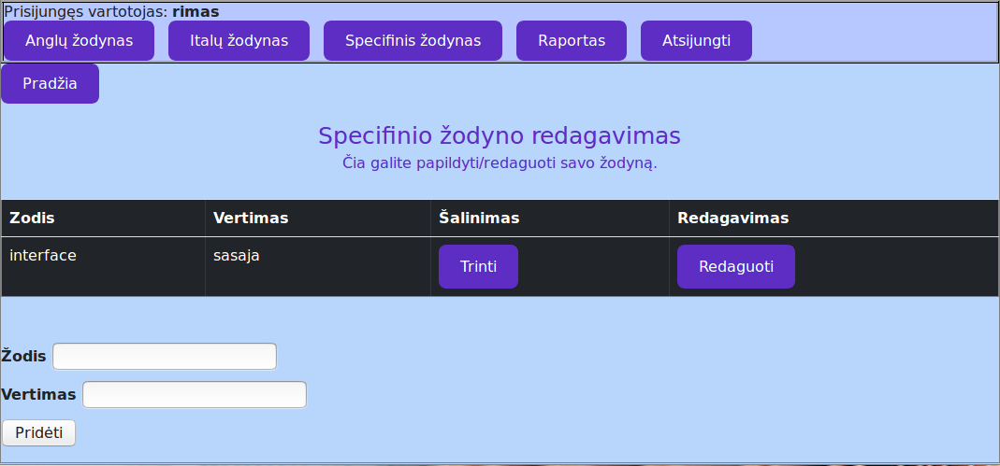 Prisijungęs vartotojas: rimas
Anglų žodynas Italų žodynas Specifinis žodynas Raportas Atsijungti
Pradžia
Specifinio žodyno redagavimas
Čia galite papildyti/redaguoti savo žodyną.
Zodis Vertimas Šalinimas Redagavimas
interface sasaja Trinti Redaguoti
Žodis
Vertimas
Pridėti